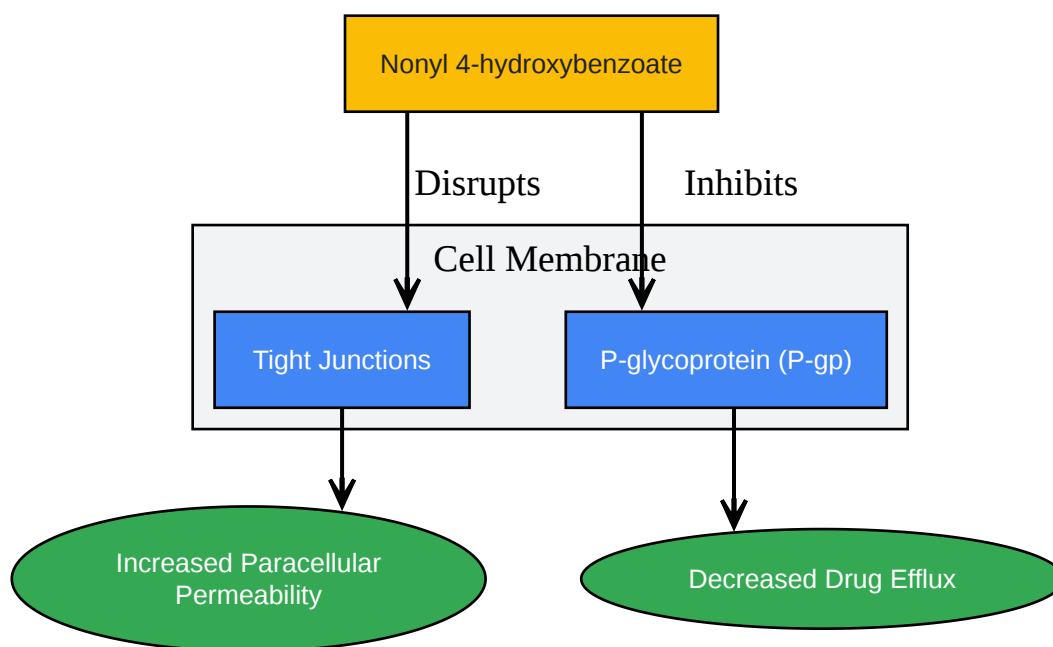 Nonyl 4-hydroxybenzoate
Disrupts
Inhibits
Cell Membrane
Tight Junctions
P-glycoprotein (P-gp)
Increased Paracellular
Permeability
Decreased Drug Efflux